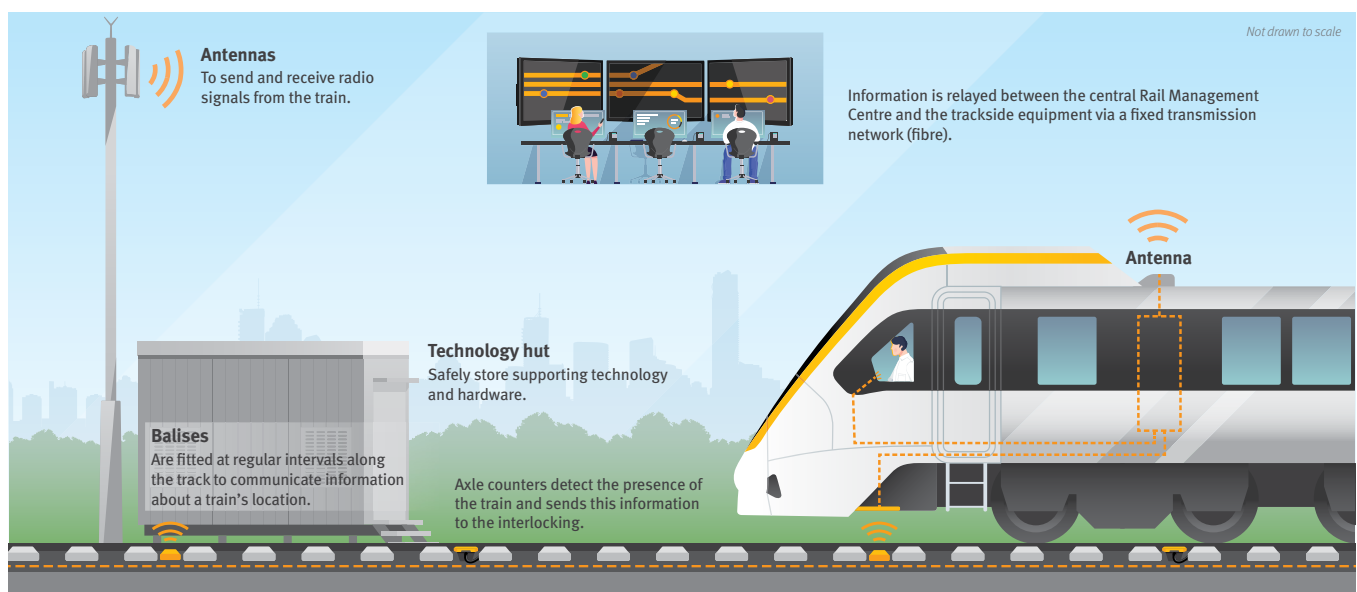 Not drawn to scale
Antennas
To send and receive radio
signals from the train.
Information is relayed between the central Rail Management
Centre and the trackside equipment via a fixed transmission
network (fibre).
Antenna
Technology hut
Safely store supporting technology
and hardware.
Balises
Are fitted at regular intervals along
the track to communicate information
about a train's location.
Axle counters detect the presence of
the train and sends this information
to the interlocking.